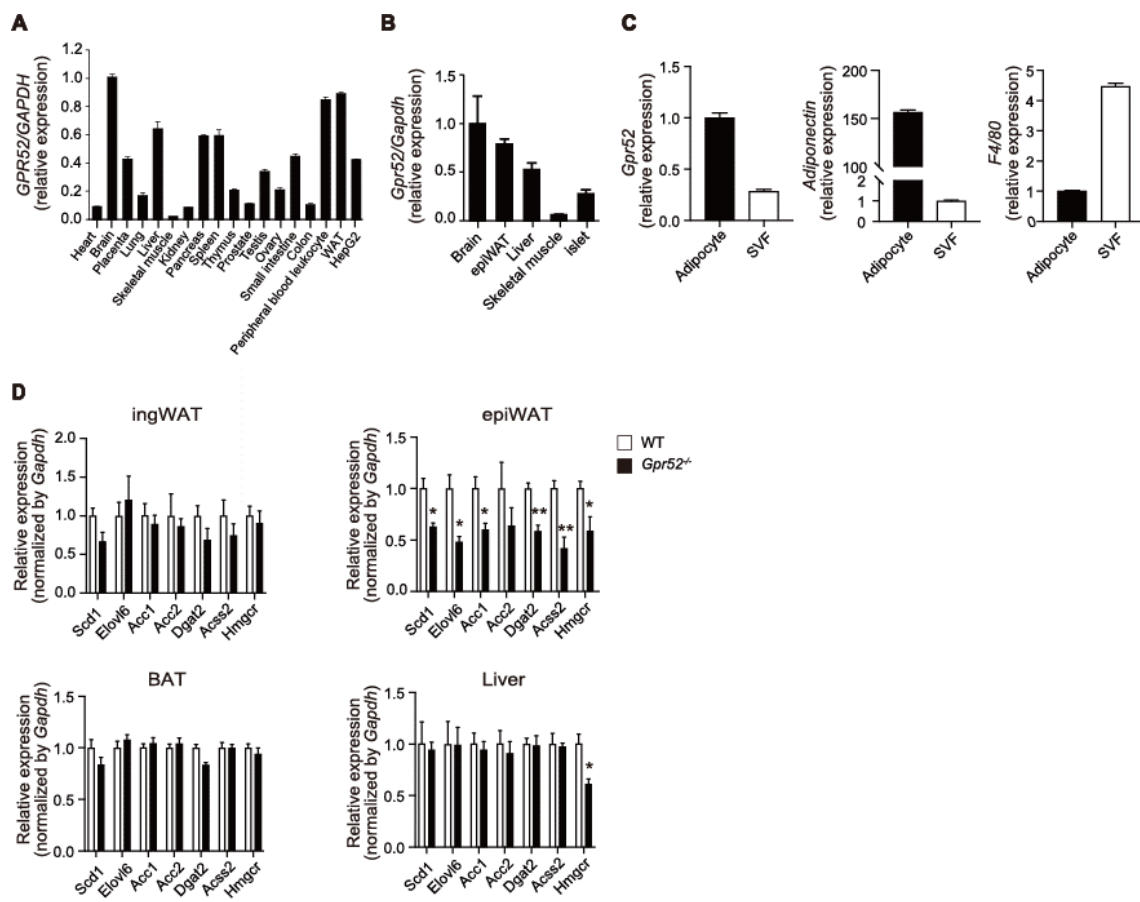 A
GPR52/GAPDH
(relative expression)
1.2
1.0
0.8
0.6
0.4
0.2
0.0
Heart
Brain
Placenta
Lung
Liver
Skeletal muscle
Kidney
Pancreas
Spleen
Thymus
Prostate
Testis
Ovary
Small intestine
Colon
Peripheral blood leukocyte
WAT
HepG2
B
Gpr52/Gapdh
(relative expression)
1.5
1.0
0.5
0
Brain
epiWAT
Liver
Skeletal muscle
Islet
C
Gpr52
(relative expression)
1.5
1.0
0.5
0.0
Adipocyte
SVF
Adiponectin
(relative expression)
200
150
100
2
1
0
Adipocyte
SVF
F4/80
(relative expression)
5
4
3
2
1
0
Adipocyte
SVF
D
ingWAT
Relative expression
(normalized by Gapdh)
2.0
1.5
1.0
0.5
0.0
Scd1
Elovl6
Acc1
Acc2
Dgat2
Acss2
Hmgcr
epiWAT
Relative expression
(normalized by Gapdh)
1.5
1.0
0.5
0.0
* * * ** ** *
Scd1
Elovl6
Acc1
Acc2
Dgat2
Acss2
Hmgcr
WT
Gpr52-/-
BAT
Relative expression
(normalized by Gapdh)
1.5
1.0
0.5
0.0
Scd1
Elovl6
Acc1
Acc2
Dgat2
Acss2
Hmgcr
Liver
Relative expression
(normalized by Gapdh)
1.5
1.0
0.5
0.0
*
Scd1
Elovl6
Acc1
Acc2
Dgat2
Acss2
Hmgcr